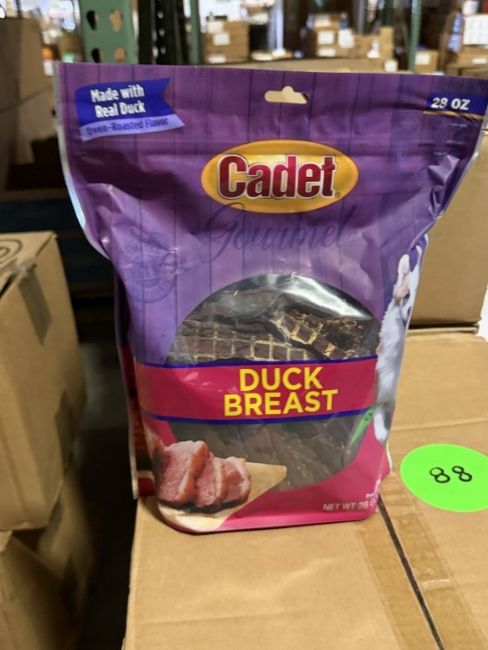 Made with
Real Duck
Oven-Roasted Flavor
28 OZ
Cadet
Gourmet
DUCK
BREAST
NET WT 28
88